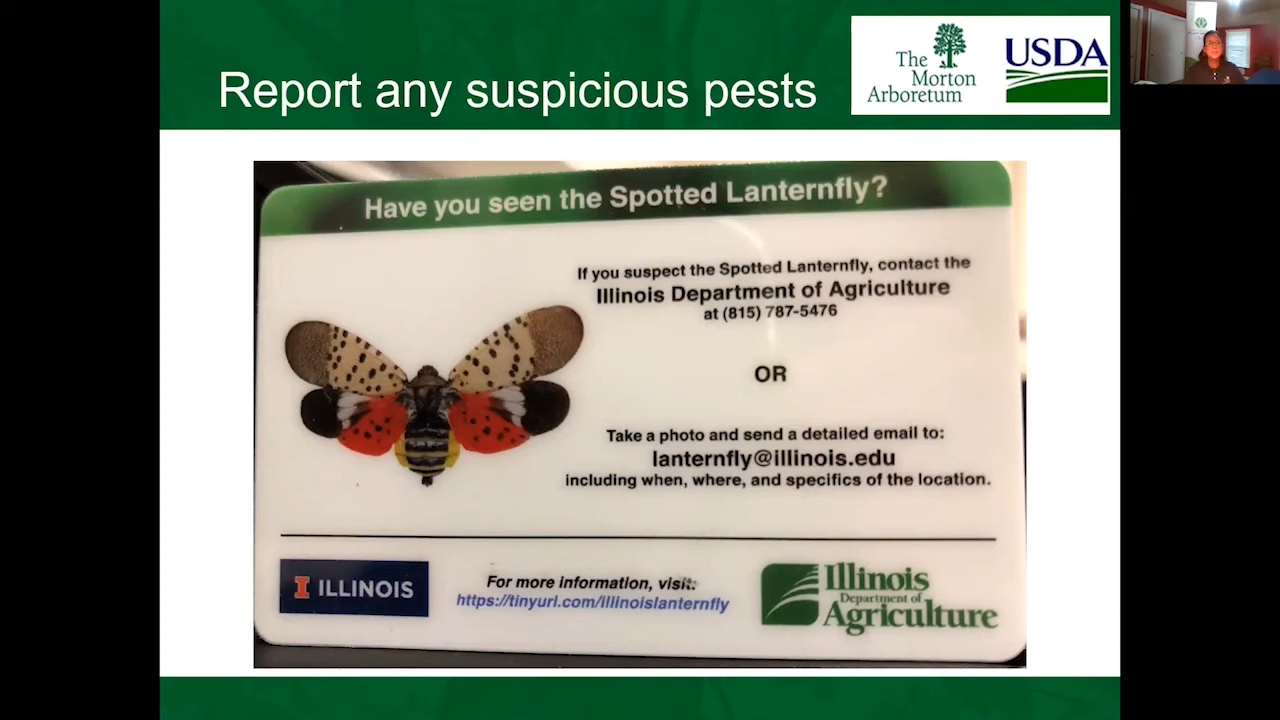 Report any suspicious pests
The
Morton
Arboretum
USDA
Have you seen the Spotted Lanternfly?
If you suspect the Spotted Lanternfly, contact the
Illinois Department of Agriculture
at (815) 787-5476
OR
Take a photo and send a detailed email to:
lanternfly@illinois.edu
including when, where, and specifics of the location.
I ILLINOIS
For more information, visit:
https://tinyurl.com/illinoislanternfly
Illinois
Department of
Agriculture